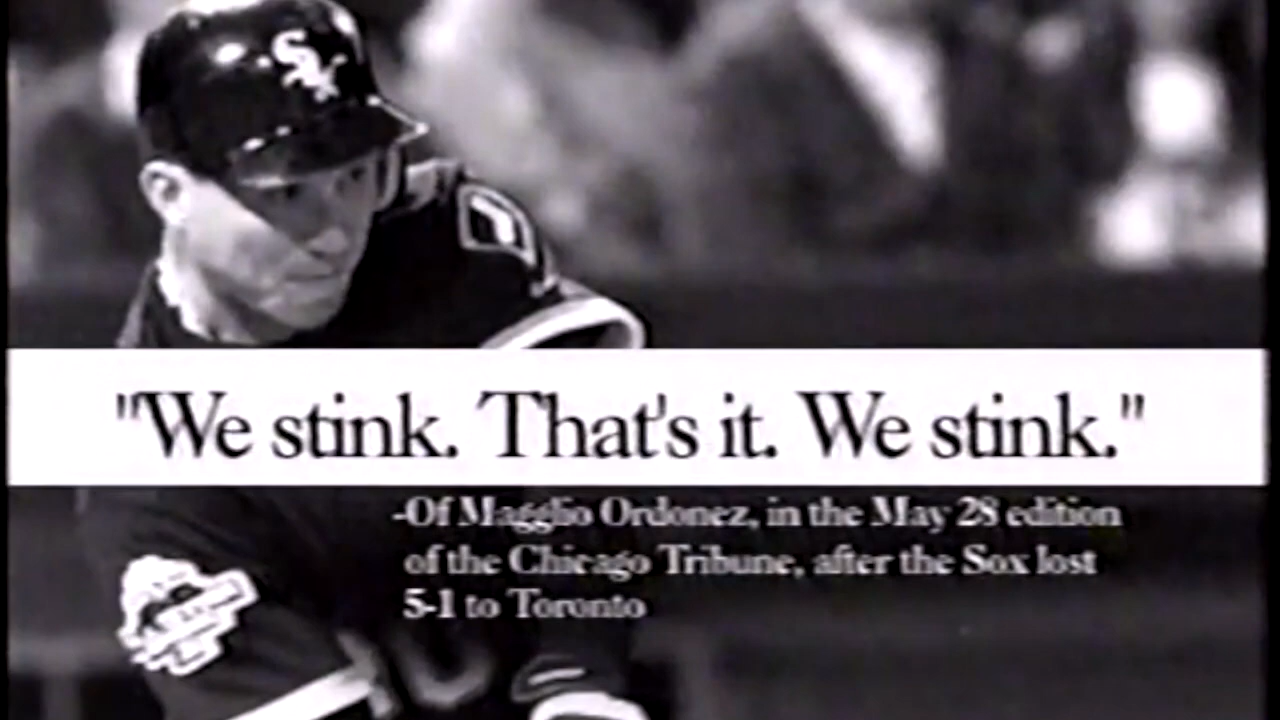 Sox
"We stink. That's it. We stink."
-Of Magglio Ordonez, in the May 28 edition
of the Chicago Tribune, after the Sox lost
5-1 to Toronto